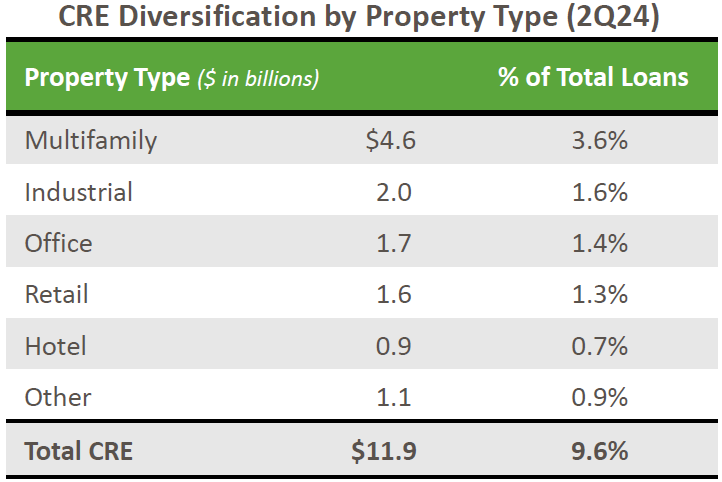 CRE Diversification by Property Type (2Q24)
Property Type ($ in billions) % of Total Loans
Multifamily $4.6 3.6%
Industrial 2.0 1.6%
Office 1.7 1.4%
Retail 1.6 1.3%
Hotel 0.9 0.7%
Other 1.1 0.9%
Total CRE $11.9 9.6%